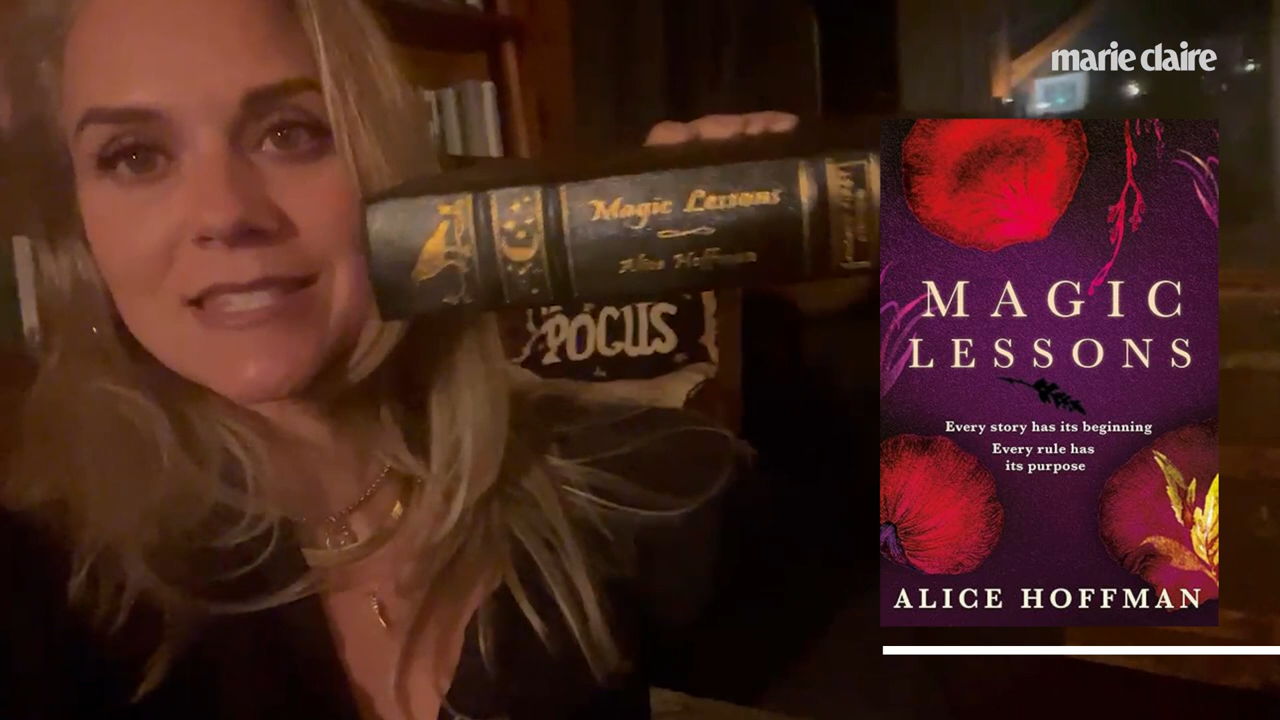 marie claire
Magic Lessons
Alice Hoffman
POCUS
MAGIC
LESSONS
Every story has its beginning
Every rule has
its purpose
ALICE HOFFMAN